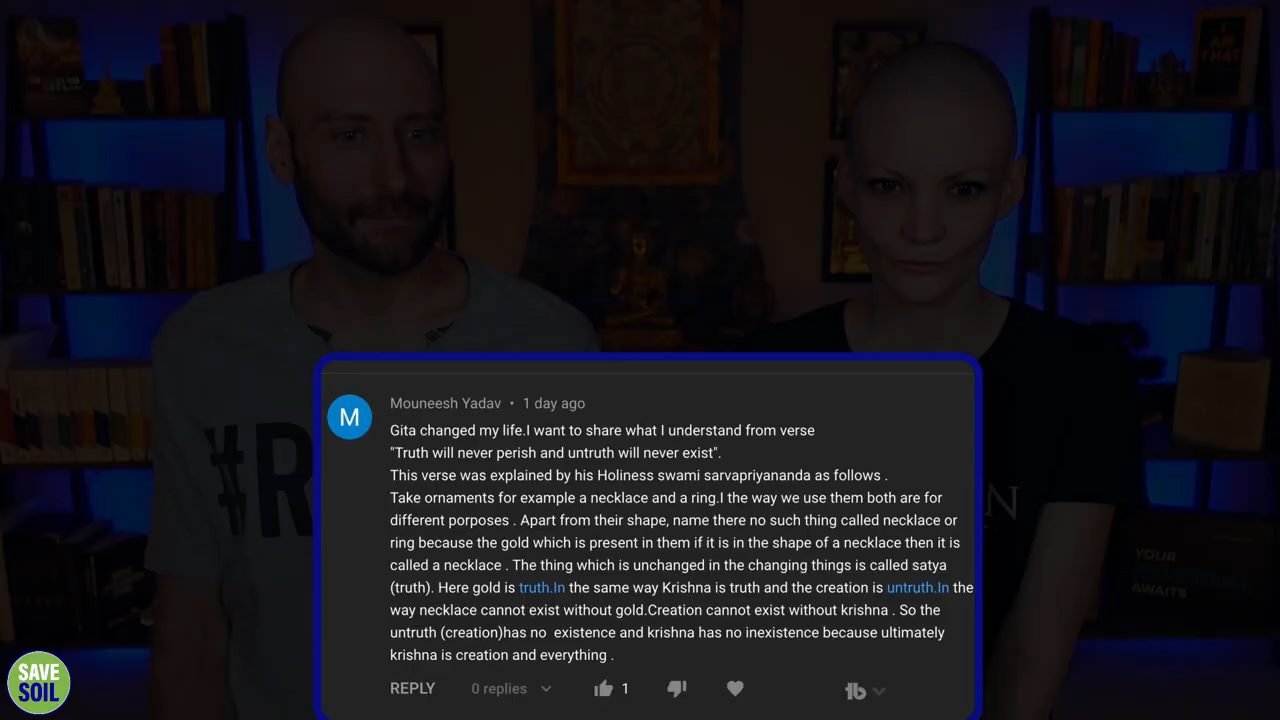 I AM
THAT
#R
N
YOUR
AWAITS
M
Mouneesh Yadav • 1 day ago
Gita changed my life.I want to share what I understand from verse
"Truth will never perish and untruth will never exist".
This verse was explained by his Holiness swami sarvapriyananda as follows .
Take ornaments for example a necklace and a ring.I the way we use them both are for
different porposes . Apart from their shape, name there no such thing called necklace or
ring because the gold which is present in them if it is in the shape of a necklace then it is
called a necklace . The thing which is unchanged in the changing things is called satya
(truth). Here gold is truth.In the same way Krishna is truth and the creation is untruth.In the
way necklace cannot exist without gold.Creation cannot exist without krishna . So the
untruth (creation)has no existence and krishna has no inexistence because ultimately
krishna is creation and everything .
REPLY 0 replies 1
SAVE
SOIL